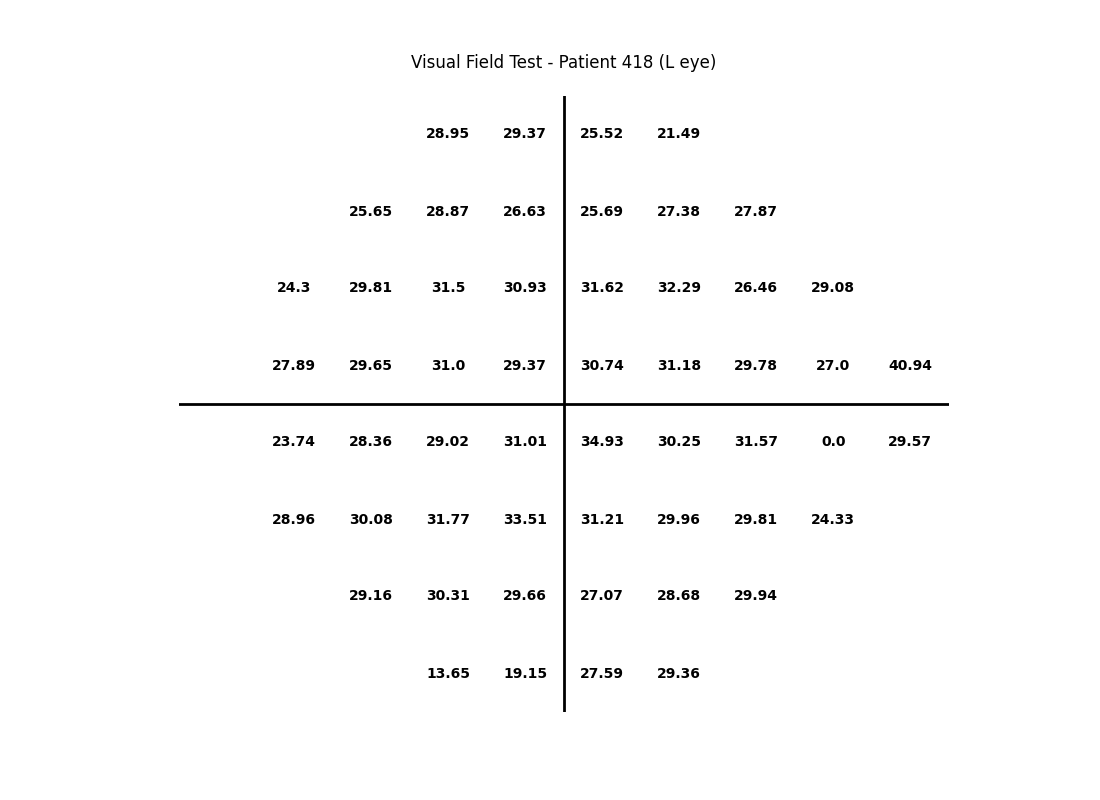 Visual Field Test - Patient 418 (L eye)
28.95 29.37 25.52 21.49
25.65 28.87 26.63 25.69 27.38 27.87
24.3 29.81 31.5 30.93 31.62 32.29 26.46 29.08
27.89 29.65 31.0 29.37 30.74 31.18 29.78 27.0 40.94
23.74 28.36 29.02 31.01 34.93 30.25 31.57 0.0 29.57
28.96 30.08 31.77 33.51 31.21 29.96 29.81 24.33
29.16 30.31 29.66 27.07 28.68 29.94
13.65 19.15 27.59 29.36